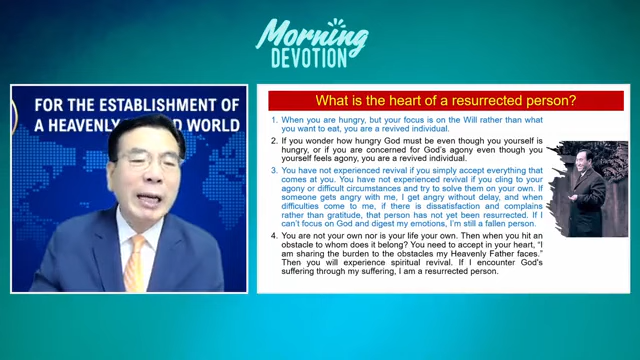 Morning
DEVOTION
FOR THE ESTABLISHMENT OF
A HEAVENLY WORLD
What is the heart of a resurrected person?
1. When you are hungry, but your focus is on the Will rather than what
you want to eat, you are a revived individual.
2. If you wonder how hungry God must be even though you yourself is
hungry, or if you are concerned for God's agony even though you
yourself feels agony, you are a revived individual.
3. You have not experienced revival if you simply accept everything that
comes at you. You have not experienced revival if you cling to your
agony or difficult circumstances and try to solve them on your own. If
someone gets angry with me, I get angry without delay, and when
difficulties come to me, if there is dissatisfaction and complains
rather than gratitude, that person has not yet been resurrected. If I
can't focus on God and digest my emotions, I'm still a fallen person.
4. You are not your own nor is your life your own. Then when you hit an
obstacle to whom does it belong? You need to accept in your heart, "I
am sharing the burden to the obstacles my Heavenly Father faces."
Then you will experience spiritual revival. If I encounter God's
suffering through my suffering, I am a resurrected person.